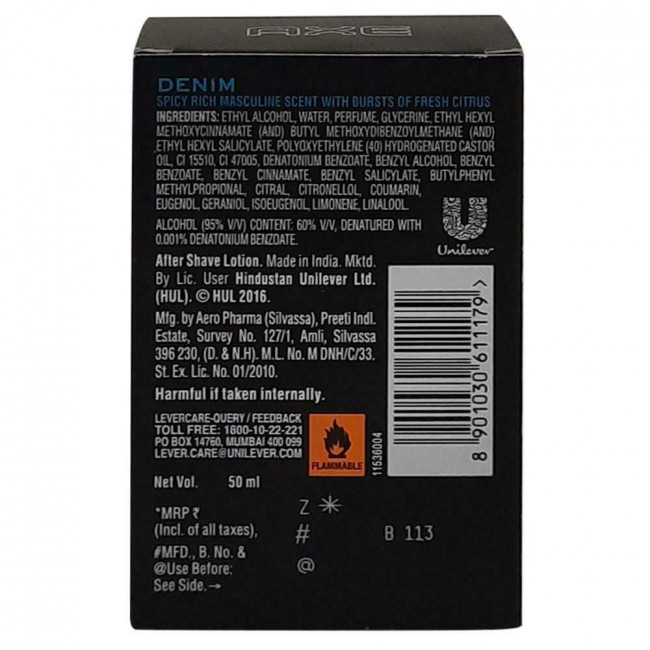 AXE
DENIM
SPICY RICH MASCULINE SCENT WITH BURSTS OF FRESH CITRUS
INGREDIENTS: ETHYL ALCOHOL, WATER, PERFUME, GLYCERINE, ETHYL HEXYL
METHOXYCINNAMATE (AND) BUTYL METHOXYDIBENZOYLMETHANE (AND)
ETHYL HEXYL SALICYLATE, POLYOXYETHYLENE (40) HYDROGENATED CASTOR
OIL, CI 15510, CI 47005, DENATONIUM BENZOATE, BENZYL ALCOHOL, BENZYL
BENZOATE, BENZYL CINNAMATE, BENZYL SALICYLATE, BUTYLPHENYL
METHYLPROPIONAL, CITRAL, CITRONELLOL, COUMARIN,
EUGENOL, GERANIOL, ISOEUGENOL, LIMONENE, LINALOOL.
ALCOHOL (95% V/V) CONTENT: 60% V/V, DENATURED WITH
0.001% DENATONIUM BENZOATE.
Unilever
After Shave Lotion. Made in India. Mktd.
By Lic. User Hindustan Unilever Ltd.
(HUL). © HUL 2016.
Mfg. by Aero Pharma (Silvassa), Preeti Indl.
Estate, Survey No. 127/1, Amli, Silvassa
396 230, (D. & N.H). M.L. No. M DNH/C/33.
St. Ex. Lic. No. 01/2010.
Harmful if taken internally.
LEVERCARE-QUERY / FEEDBACK
TOLL FREE: 1800-10-22-221
PO BOX 14760, MUMBAI 400 099
LEVER.CARE@UNILEVER.COM
FLAMMABLE
11536004
8 901030 611179 >
Net Vol. 50 ml
*MRP ₹ Z *
(Incl. of all taxes), # B 113
#MFD., B. No. &
@Use Before: @
See Side.→